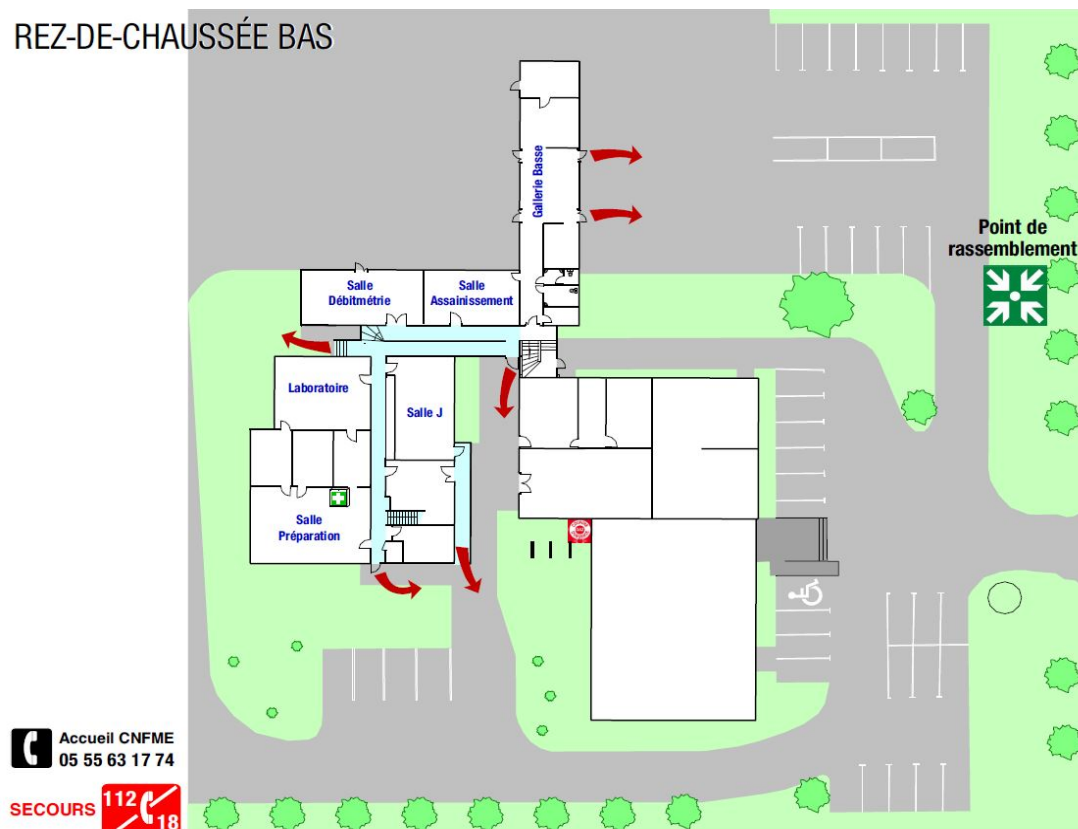 REZ-DE-CHAUSSÉE BAS
Gallerie Basse
Point de
rassemblement
Salle
Débitmétrie
Salle
Assainissement
Laboratoire
Salle J
Salle
Préparation
Accueil CNFME
05 55 63 17 74
SECOURS
112
18